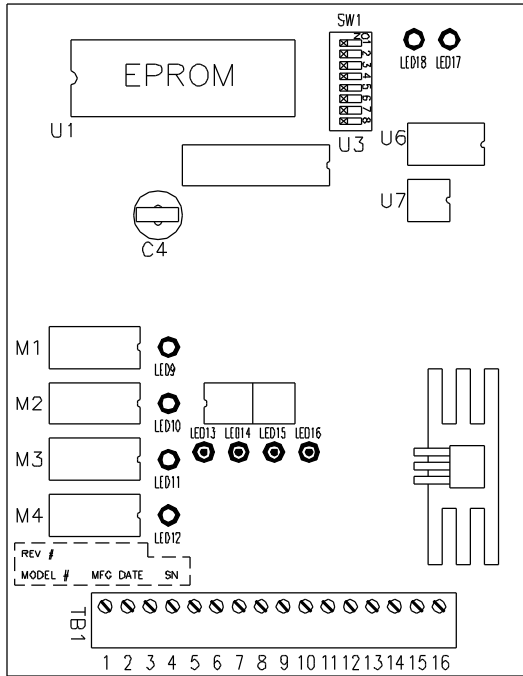 SW1
EPROM
ON
1
2
3
4
5
6
7
8
LED18 LED17
U1
U3
U6
U7
C4
M1
LED9
M2
LED10
LED13 LED14 LED15 LED16
M3
LED11
M4
LED12
REV #
MODEL # MFG DATE SN
TB1
1 2 3 4 5 6 7 8 9 10 11 12 13 14 15 16